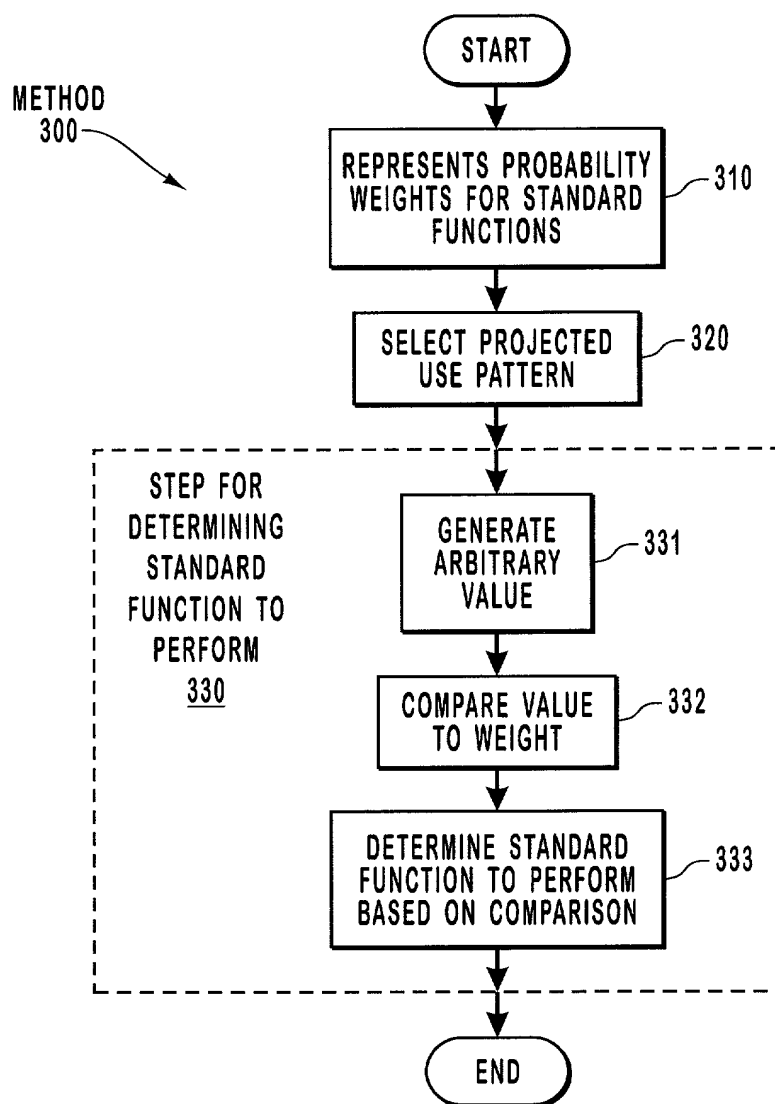 START
METHOD
300
REPRESENTS PROBABILITY
WEIGHTS FOR STANDARD
FUNCTIONS
310
SELECT PROJECTED
USE PATTERN
320
STEP FOR
DETERMINING
STANDARD
FUNCTION TO
PERFORM
330
GENERATE
ARBITRARY
VALUE
331
COMPARE VALUE
TO WEIGHT
332
DETERMINE STANDARD
FUNCTION TO PERFORM
BASED ON COMPARISON
333
END